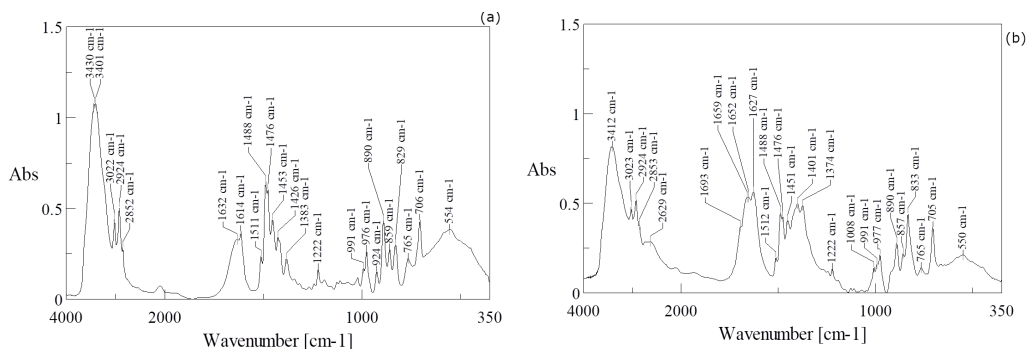 (a)
1.5
1
0.5
0
Abs
3430 cm-1
3401 cm-1
3022 cm-1
2924 cm-1
2852 cm-1
1632 cm-1
1614 cm-1
1511 cm-1
1488 cm-1
1476 cm-1
1453 cm-1
1426 cm-1
1383 cm-1
1222 cm-1
991 cm-1
976 cm-1
924 cm-1
890 cm-1
859 cm-1
829 cm-1
765 cm-1
706 cm-1
554 cm-1
4000 2000 1000 350
Wavenumber [cm-1]
(b)
1.5
1
0.5
0
Abs
3412 cm-1
3023 cm-1
2924 cm-1
2853 cm-1
2629 cm-1
1693 cm-1
1659 cm-1
1652 cm-1
1627 cm-1
1512 cm-1
1488 cm-1
1476 cm-1
1451 cm-1
1401 cm-1
1374 cm-1
1222 cm-1
1008 cm-1
991 cm-1
977 cm-1
890 cm-1
857 cm-1
833 cm-1
765 cm-1
705 cm-1
550 cm-1
4000 2000 1000 350
Wavenumber [cm-1]